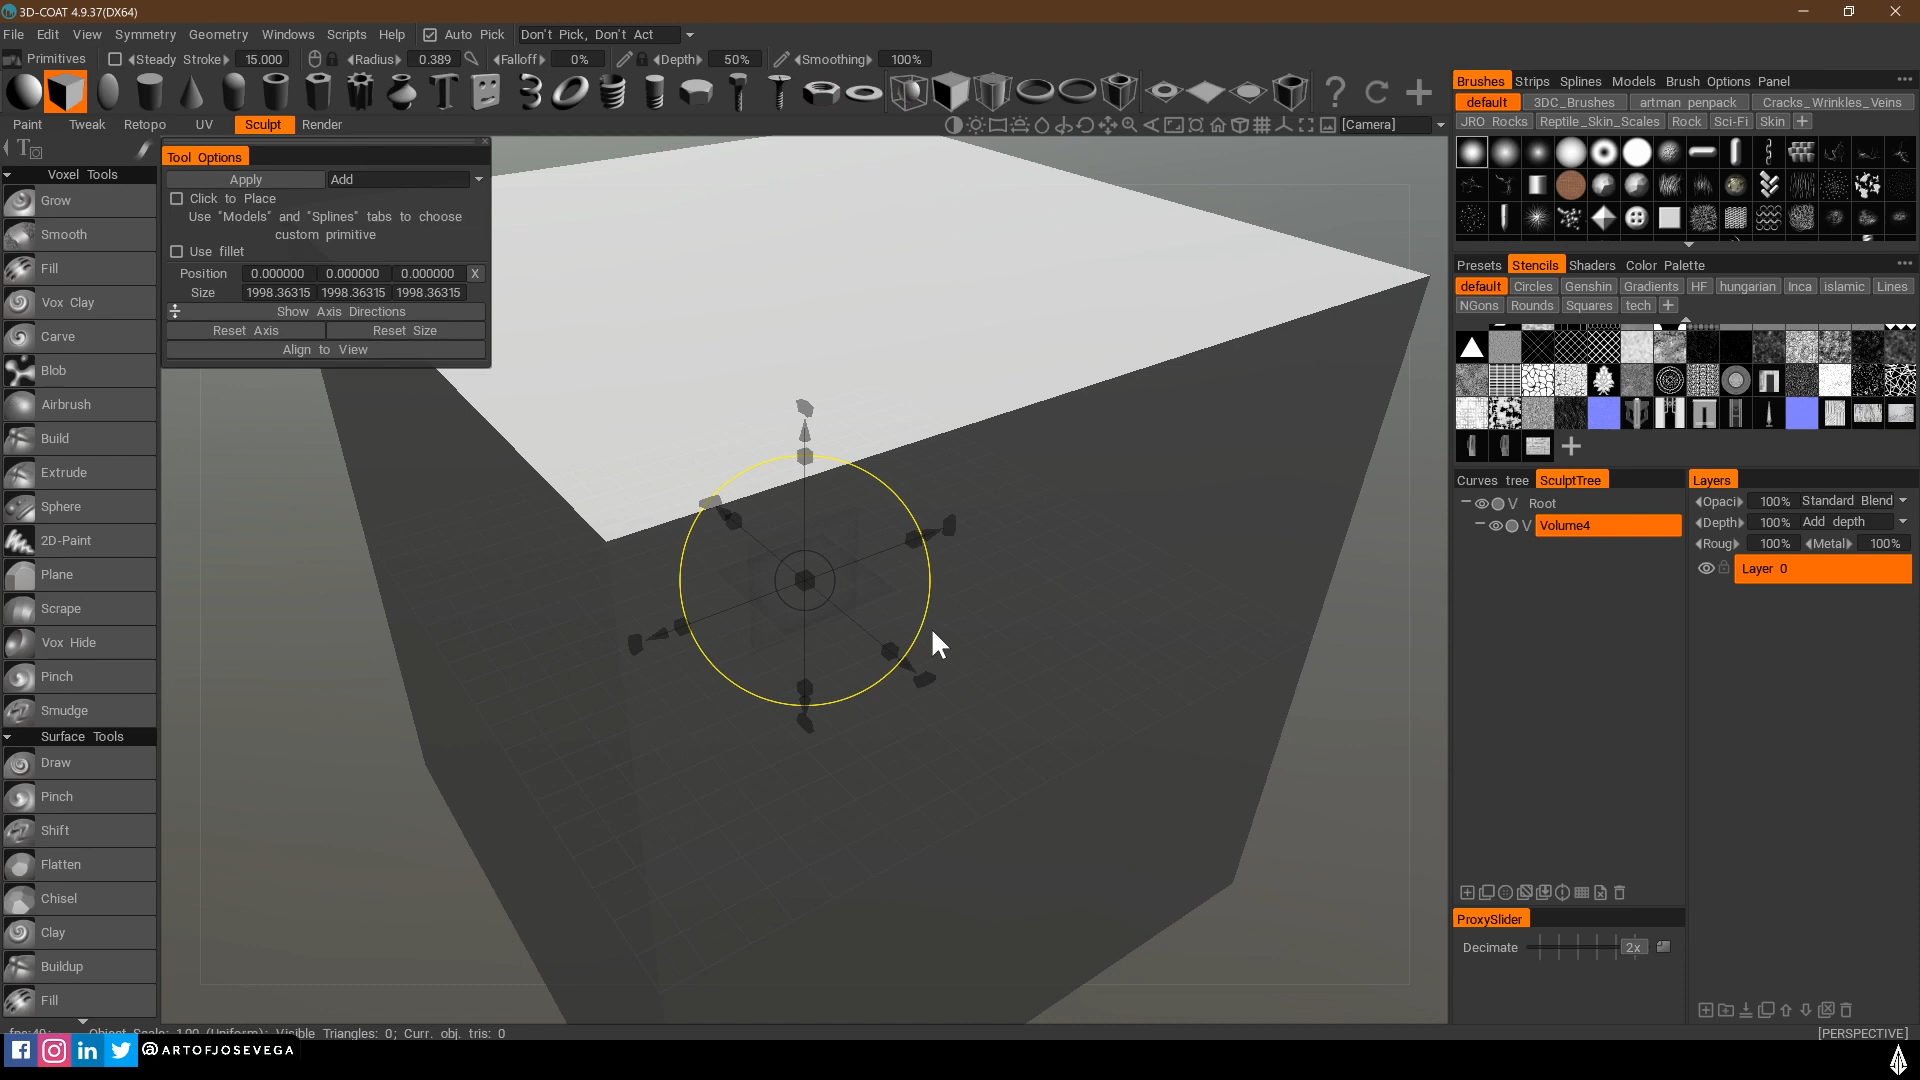 3D-COAT 4.9.37(DX64)
File Edit View Symmetry Geometry Windows Scripts Help Auto Pick Don't Pick, Don't Act
Primitives Steady Stroke 15.000 Radius 0.389 Falloff 0% Depth 50% Smoothing 100%
Paint Tweak Retopo UV Sculpt Render [Camera]
Tool Options
Apply Add
Click to Place
Use "Models" and "Splines" tabs to choose
custom primitive
Use fillet
Position 0.000000 0.000000 0.000000 X
Size 1998.36315 1998.36315 1998.36315
Show Axis Directions
Reset Axis Reset Size
Align to View
Voxel Tools
Grow
Smooth
Fill
Vox Clay
Carve
Blob
Airbrush
Build
Extrude
Sphere
2D-Paint
Plane
Scrape
Vox Hide
Pinch
Smudge
Surface Tools
Draw
Pinch
Shift
Flatten
Chisel
Clay
Buildup
Fill
Brushes Strips Splines Models Brush Options Panel
default 3DC_Brushes artman penpack Cracks_Wrinkles_Veins
JRO Rocks Reptile_Skin_Scales Rock Sci-Fi Skin
Presets Stencils Shaders Color Palette
default Circles Genshin Gradients HF hungarian Inca islamic Lines
NGons Rounds Squares tech
Curves tree SculptTree
V Root
V Volume4
Layers
Opaci 100% Standard Blend
Depth 100% Add depth
Roug 100% Metal 100%
Layer 0
ProxySlider
Decimate 2x
fps:49; Object Scale: 1.00 (Uniform); Visible Triangles: 0; Curr. obj. tris: 0
[PERSPECTIVE]
@ARTOFJOSEVEGA